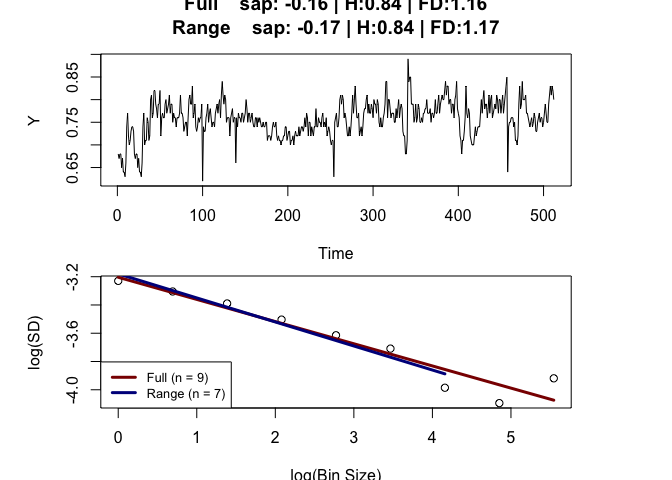 Full sap: -0.16 | H:0.84 | FD:1.16
Range sap: -0.17 | H:0.84 | FD:1.17
Y
0.85
0.75
0.65
0 100 200 300 400 500
Time
log(SD)
-3.2
-3.6
-4.0
Full (n = 9)
Range (n = 7)
0 1 2 3 4 5
log(Bin Size)